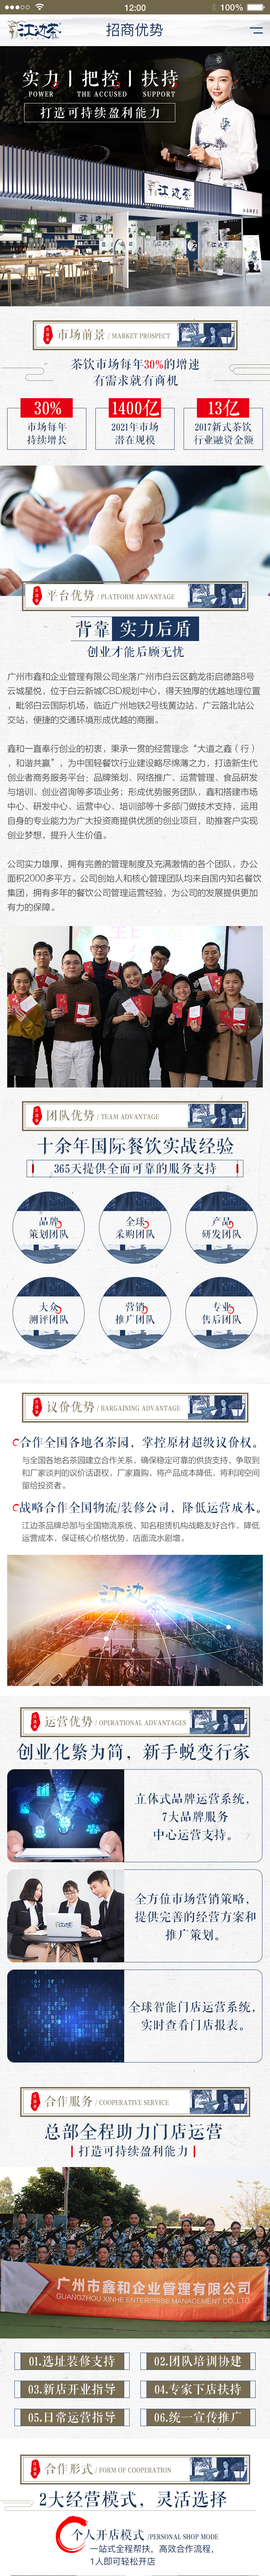 12:00
100%
江边茶
招商优势
实力 | 把控 | 扶持
POWER THE ACCUSED SUPPORT
打造可持续盈利能力
江边茶
市场前景 / MARKET PROSPECT
茶饮市场每年30%的增速
有需求就有商机
30%
市场每年
持续增长
1400亿
2021年市场
潜在规模
13亿
2017新式茶饮
行业融资金额
平台优势 / PLATFORM ADVANTAGE
背靠 实力后盾
创业才能后顾无忧
广州市鑫和企业管理有限公司坐落广州市白云区鹤龙街启德路8号
云城星悦，位于白云新城CBD规划中心，得天独厚的优越地理位置
，毗邻白云国际机场，临近广州地铁2号线黄边站、广云路北站公
交站，便捷的交通环境形成优越的商圈。
鑫和一直奉行创业的初衷，秉承一贯的经营理念“大道之鑫（行）
，和谐共赢”，为中国轻餐饮行业建设略尽绵薄之力，打造新生代
创业者商务服务平台；品牌策划、网络推广、运营管理、食品研发
与培训、创业咨询等多项业务；形成优势服务团队，鑫和搭建市场
中心、研发中心、运营中心、培训部等十多部门做技术支持，运用
自身的专业能力为广大投资商提供优质的创业项目，助推客户实现
创业梦想，提升人生价值。
公司实力雄厚，拥有完善的管理制度及充满激情的各个团队，办公
面积2000多平方。公司创始人和核心管理团队均来自国内知名餐饮
集团，拥有多年的餐饮公司管理运营经验，为公司的发展提供更加
有力的保障。
团队优势 / TEAM ADVANTAGE
十余年国际餐饮实战经验
365天提供全面可靠的服务支持
品牌
策划团队
全球
采购团队
产品
研发团队
大众
测评团队
营销
推广团队
专业
售后团队
议价优势 / BARGAINING ADVANTAGE
合作全国各地名茶园，掌控原材超级议价权。
与全国各地名茶园建立合作关系，确保稳定可靠的供货支持，争取到
和厂家谈判的议价话语权，厂家直购，将产品成本降低，将利润空间
留给投资者。
战略合作全国物流/装修公司，降低运营成本。
江边茶品牌总部与全国物流系统、知名租赁机构战略友好合作，降低
运营成本，保证核心价格优势，店面流水剧增。
江边茶
运营优势 / OPERATIONAL ADVANTAGES
创业化繁为简，新手蜕变行家
立体式品牌运营系统，
7大品牌服务
中心运营支持。
全方位市场营销策略，
提供完善的经营方案和
推广策划。
全球智能门店运营系统，
实时查看门店报表。
合作服务 / COOPERATIVE SERVICE
总部全程助力门店运营
打造可持续盈利能力
广州市鑫和企业管理有限公司
GUANGZHOU XINHE ENTERPRISE MANAGEMENT CO.,LTD.
01.选址装修支持
02.团队培训协建
03.新店开业指导
04.专家下店扶持
05.日常运营指导
06.统一宣传推广
合作形式 / FORM OF COOPERATION
2大经营模式，灵活选择
个人开店模式 /PERSONAL SHOP MODE
一站式全程帮扶，高效合作流程，
1人即可轻松开店